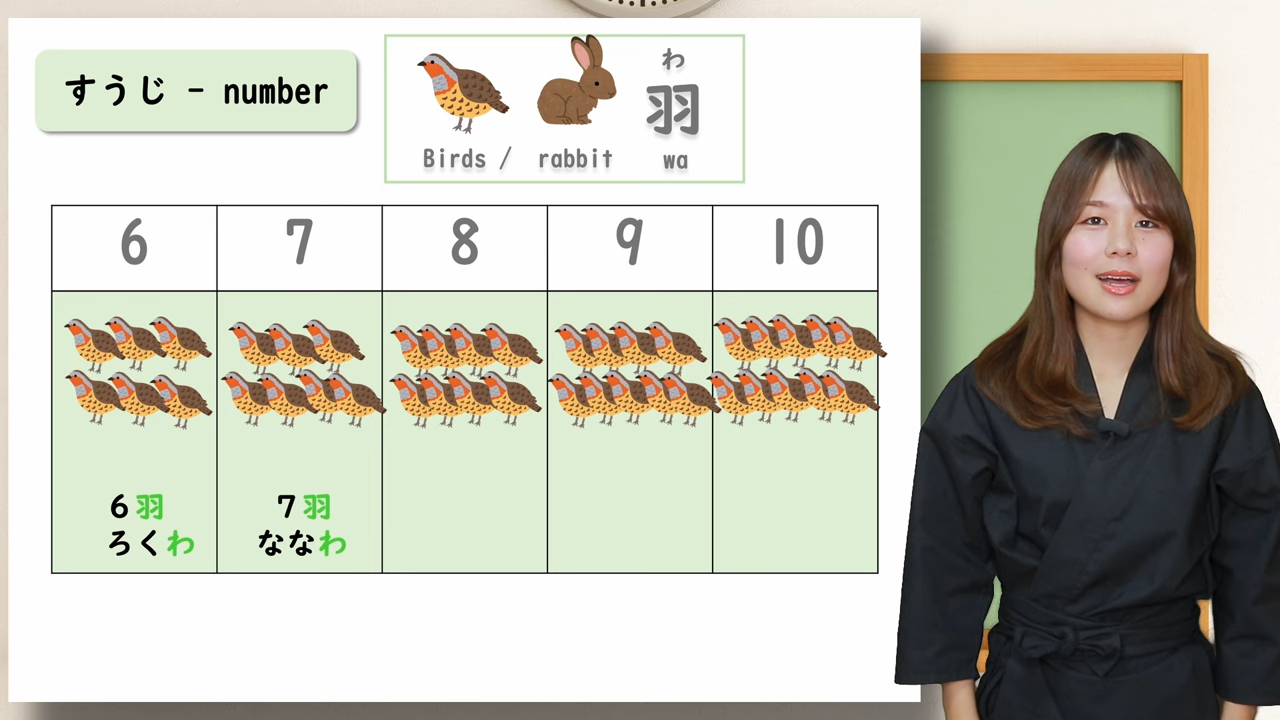 すうじ - number
わ
羽
Birds / rabbit wa
6 7 8 9 10
6羽 7羽
ろくわ ななわ